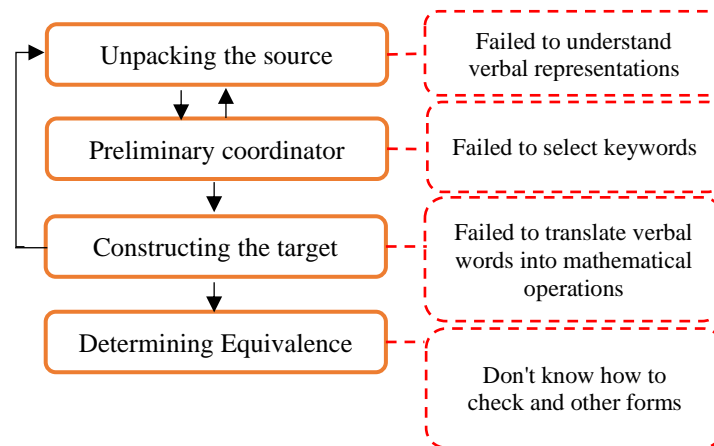 Unpacking the source
Failed to understand
verbal representations
Preliminary coordinator
Failed to select keywords
Constructing the target
Failed to translate verbal
words into mathematical
operations
Determining Equivalence
Don't know how to
check and other forms